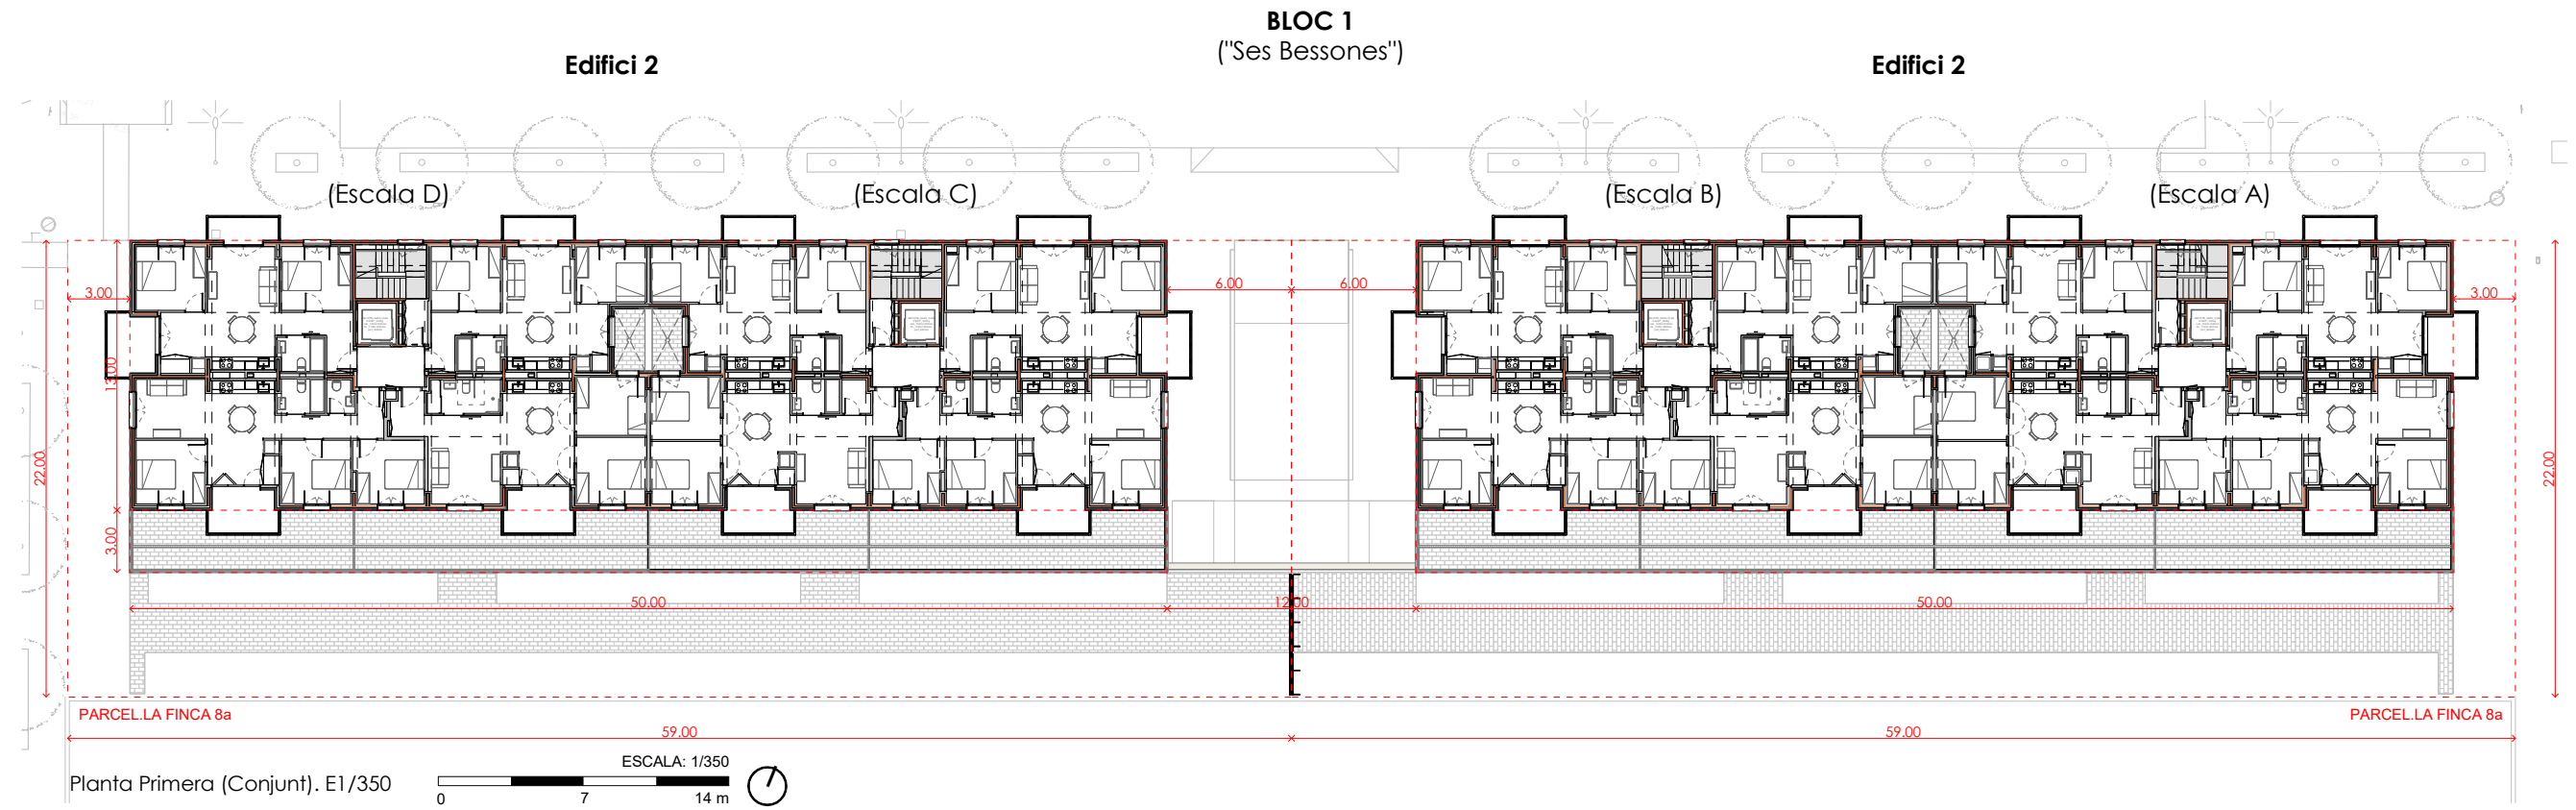 BLOC 1
("Ses Bessones")
Edifici 2
Edifici 2
(Escala D)
(Escala C)
(Escala B)
(Escala A)
3.00
6.00
6.00
3.00
13.00
22.00
22.00
3.00
50.00
12.00
50.00
PARCEL.LA FINCA 8a
PARCEL.LA FINCA 8a
59.00
59.00
ESCALA: 1/350
Planta Primera (Conjunt). E1/350
0
7
14 m